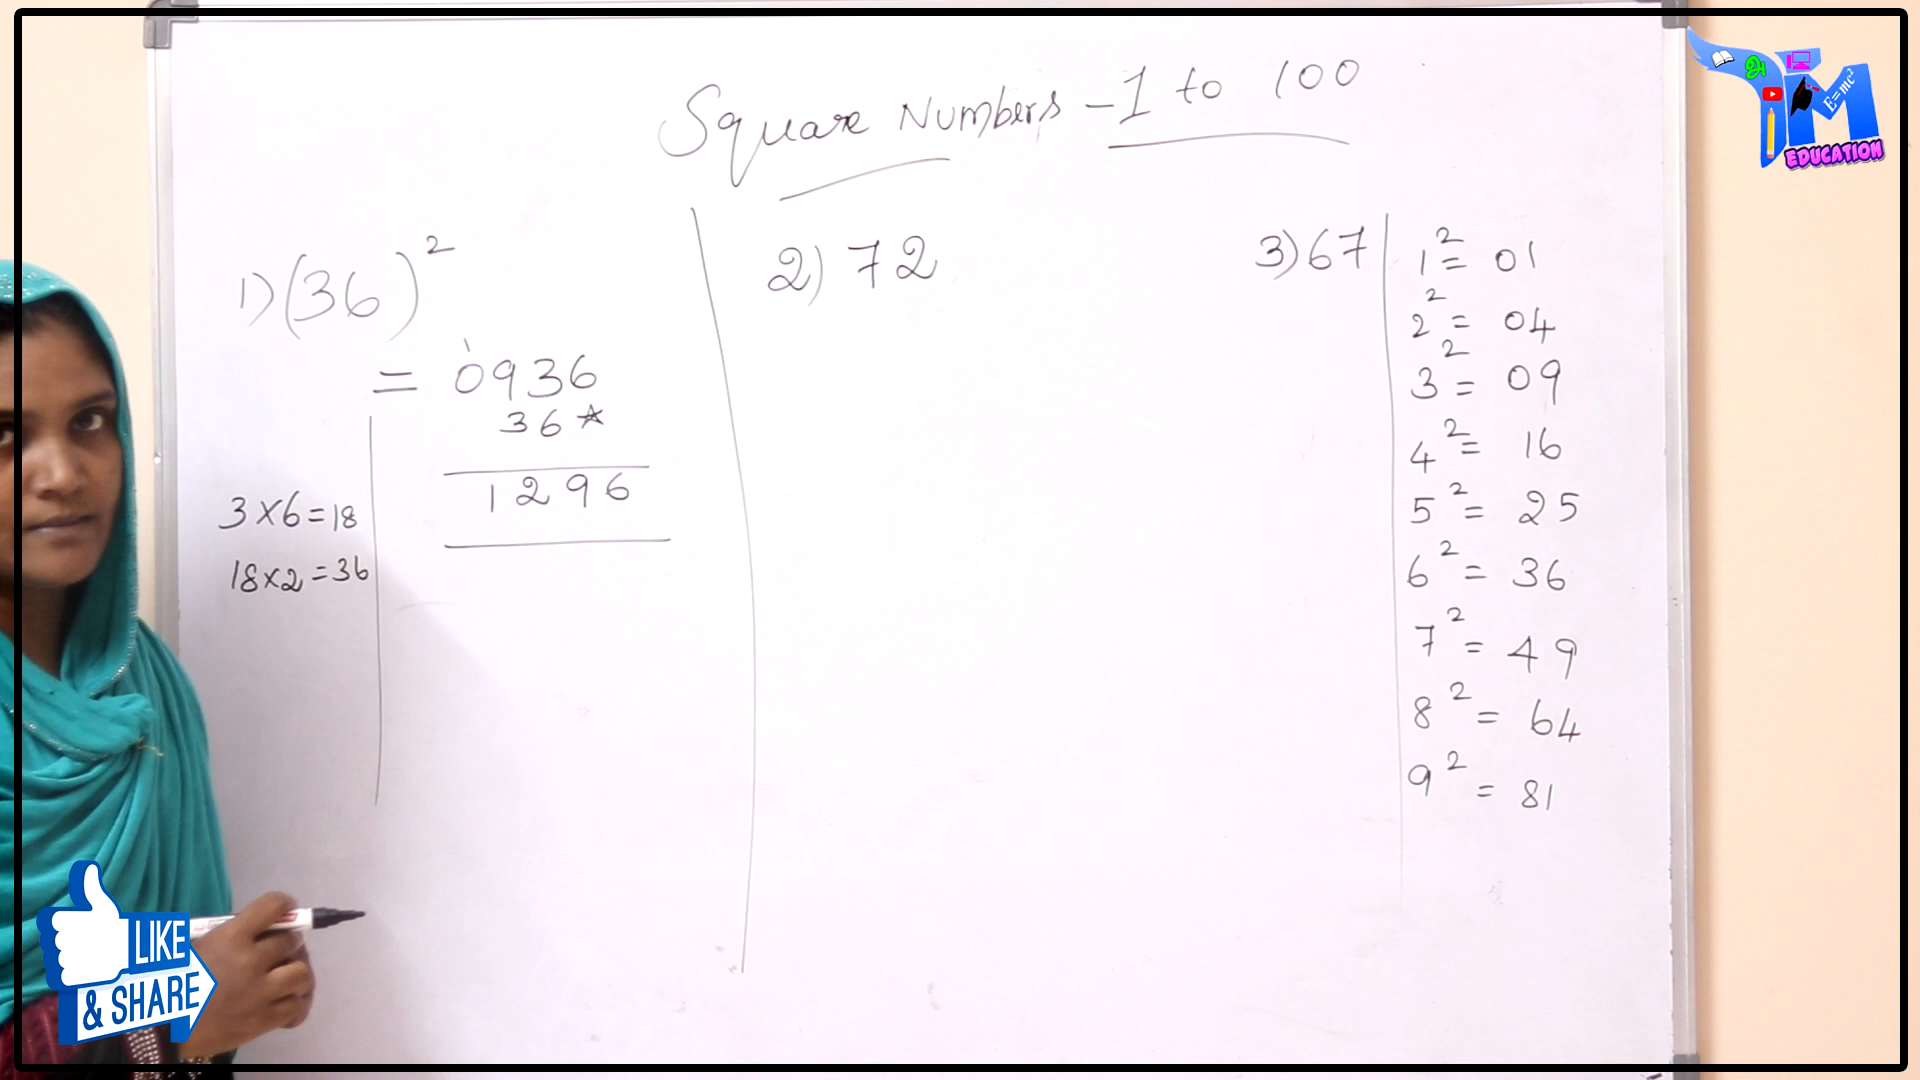 Square Numbers - 1 to 100
1) (36)²
= 0936
1
36 ★
1296
3 × 6 = 18
18 × 2 = 36
2) 72
3) 67
1² = 01
2² = 04
3² = 09
4² = 16
5² = 25
6² = 36
7² = 49
8² = 64
9² = 81
அ
E=mc²
TM
EDUCATION
LIKE
& SHARE